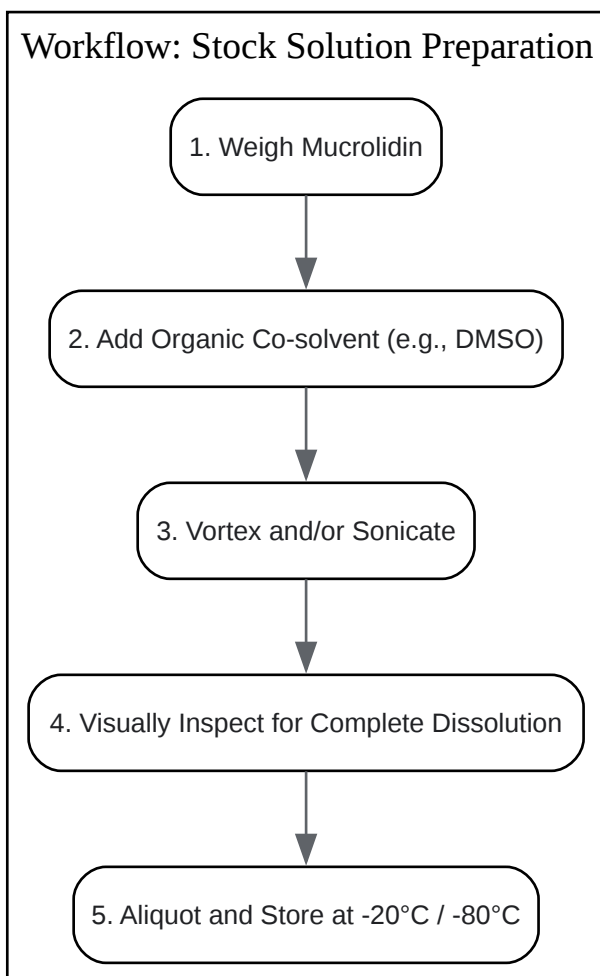 Workflow: Stock Solution Preparation
1. Weigh Mucrolidin
2. Add Organic Co-solvent (e.g., DMSO)
3. Vortex and/or Sonicate
4. Visually Inspect for Complete Dissolution
5. Aliquot and Store at -20°C / -80°C